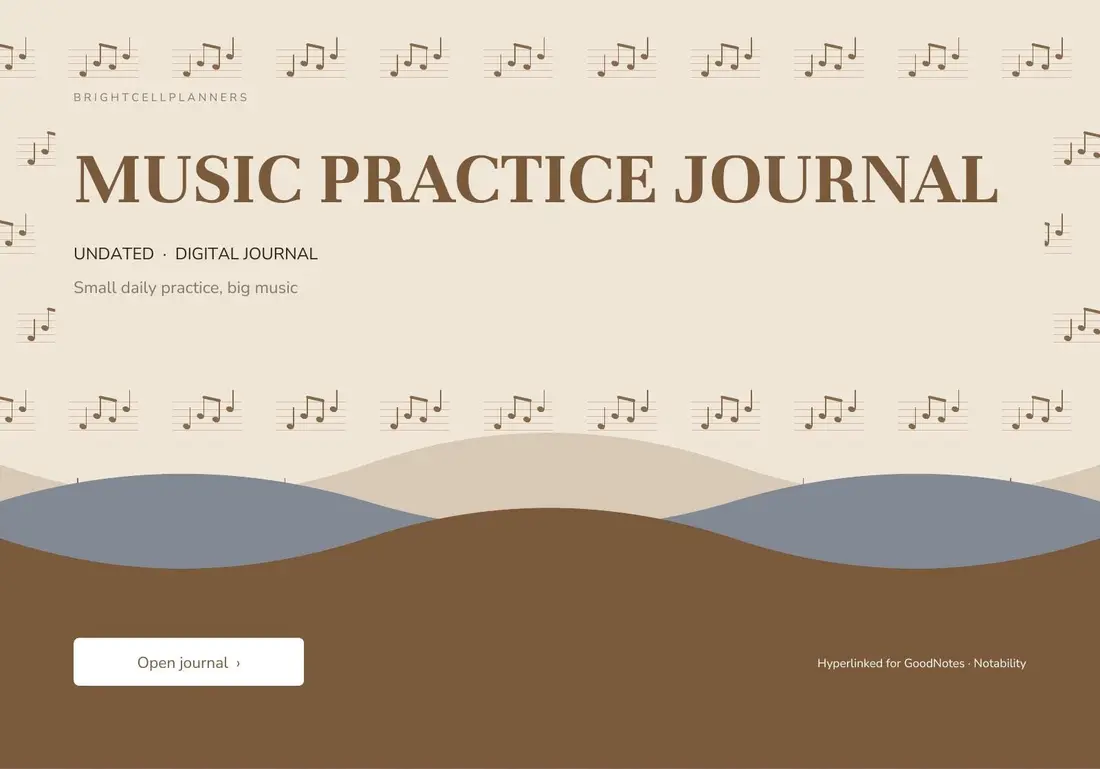 BRIGHTCELLPLANNERS
MUSIC PRACTICE JOURNAL
UNDATED · DIGITAL JOURNAL
Small daily practice, big music
Open journal ›
Hyperlinked for GoodNotes · Notability